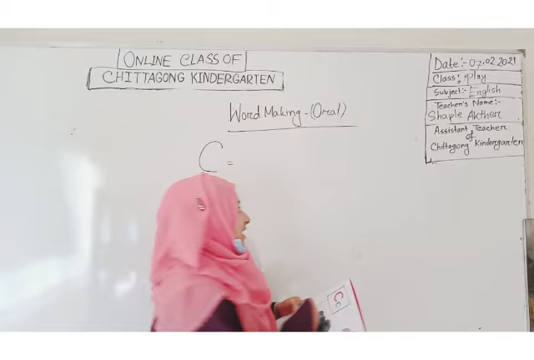 ONLINE CLASS OF
CHITTAGONG KINDERGARTEN
Word Making -(Oral)
C =
Date:- 07.02.2021
Class: Play
Subject:- English
Teacher's Name:-
Shaple Akther
Assistant Teacher
of
Chittagong Kindergarten
Cc